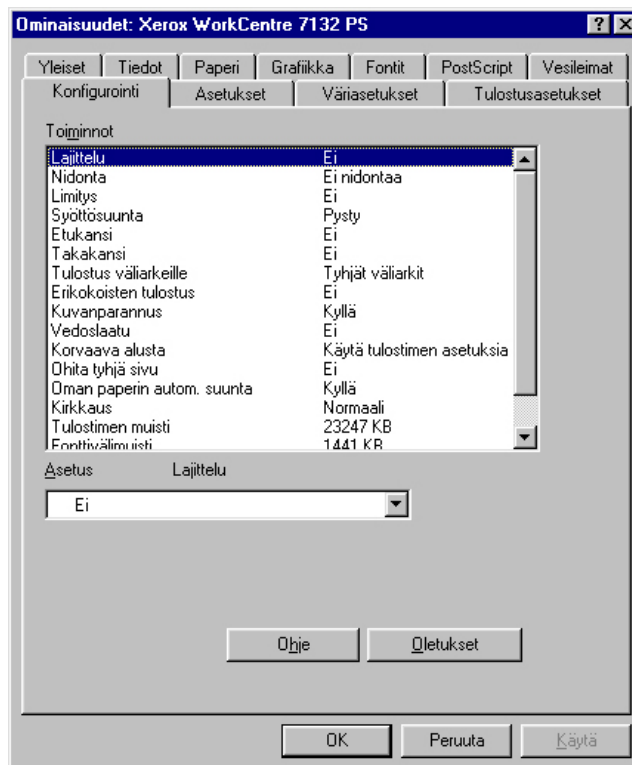 Ominaisuudet: Xerox WorkCentre 7132 PS
Yleiset Tiedot Paperi Grafiikka Fontit PostScript Vesileimat
Konfigurointi Asetukset Väriasetukset Tulostusasetukset
Toiminnot
Lajittelu Ei
Nidonta Ei nidontaa
Limitys Ei
Syöttösuunta Pysty
Etukansi Ei
Takakansi Ei
Tulostus väliarkeille Tyhjät väliarkit
Erikokoisten tulostus Ei
Kuvanparannus Kyllä
Vedoslaatu Ei
Korvaava alusta Käytä tulostimen asetuksia
Ohita tyhjä sivu Ei
Oman paperin autom. suunta Kyllä
Kirkkaus Normaali
Tulostimen muisti 23247 KB
Fonttivälimuisti 1441 KB
Asetus Lajittelu
Ei
Ohje Oletukset
OK Peruuta Käytä